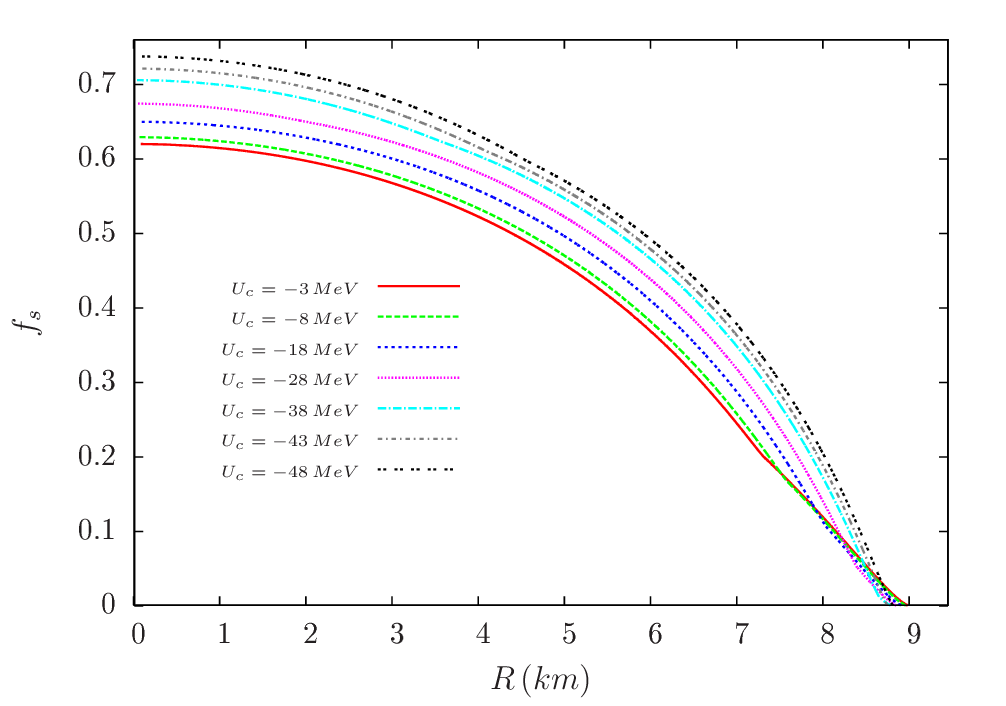 0.7
0.6
0.5
0.4
0.3
0.2
0.1
0
f_s
U_c = −3 MeV
U_c = −8 MeV
U_c = −18 MeV
U_c = −28 MeV
U_c = −38 MeV
U_c = −43 MeV
U_c = −48 MeV
0 1 2 3 4 5 6 7 8 9
R (km)